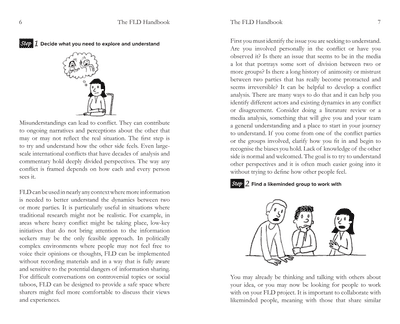 6
The FLD Handbook
Step 1 Decide what you need to explore and understand
Misunderstandings can lead to conflict. They can contribute
to ongoing narratives and perceptions about the other that
may or may not reflect the real situation. The first step is
to try and understand how the other side feels. Even large-
scale international conflicts that have decades of analysis and
commentary hold deeply divided perspectives. The way any
conflict is framed depends on how each and every person
sees it.
FLD can be used in nearly any context where more information
is needed to better understand the dynamics between two
or more parties. It is particularly useful in situations where
traditional research might not be realistic. For example, in
areas where heavy conflict might be taking place, low-key
initiatives that do not bring attention to the information
seekers may be the only feasible approach. In politically
complex environments where people may not feel free to
voice their opinions or thoughts, FLD can be implemented
without recording materials and in a way that is fully aware
and sensitive to the potential dangers of information sharing.
For difficult conversations on controversial topics or social
taboos, FLD can be designed to provide a safe space where
sharers might feel more comfortable to discuss their views
and experiences.
The FLD Handbook
7
First you must identify the issue you are seeking to understand.
Are you personally involved in the conflict or have you
observed it? Is there an issue that seems to be in the media
a lot that portrays some sort of division between two or
more groups? Is there a long history of animosity or mistrust
between two parties that has really become protracted and
seems irreversible? It can be helpful to develop a conflict
analysis. There are many ways to do that and it can help you
identify different actors and existing dynamics in any conflict
or disagreement. Consider doing a literature review or a
media analysis, something that will give you and your team
a general understanding and a place to start in your journey
to understand. If you come from one of the conflict parties
or the groups involved, clarify how you fit in and begin to
recognise the biases you hold. Lack of knowledge of the other
side is normal and welcomed. The goal is to try to understand
other perspectives and it is often much easier going into it
without trying to define how other people feel.
Step 2 Find a likeminded group to work with
You may already be thinking and talking with others about
your idea, or you may now be looking for people to work
with on your FLD project. It is important to collaborate with
likeminded people, meaning with those that share similar